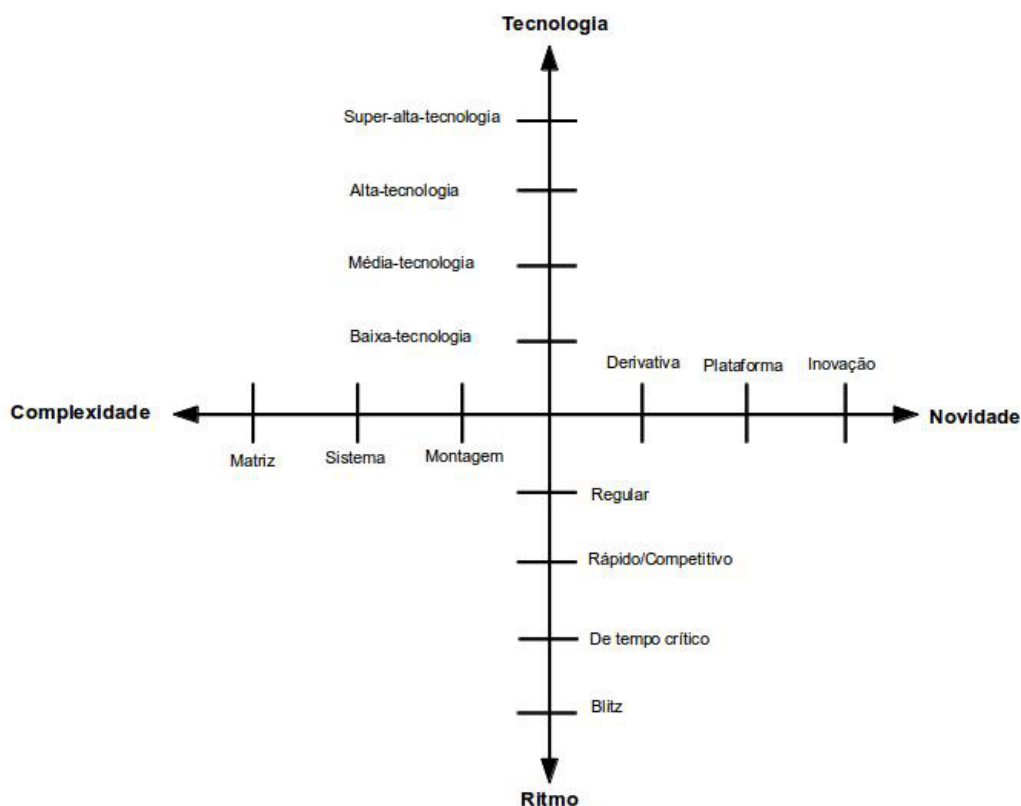 Tecnologia
Super-alta-tecnologia
Alta-tecnologia
Média-tecnologia
Baixa-tecnologia
Derivativa
Plataforma
Inovação
Complexidade
Novidade
Matriz
Sistema
Montagem
Regular
Rápido/Competitivo
De tempo crítico
Blitz
Ritmo